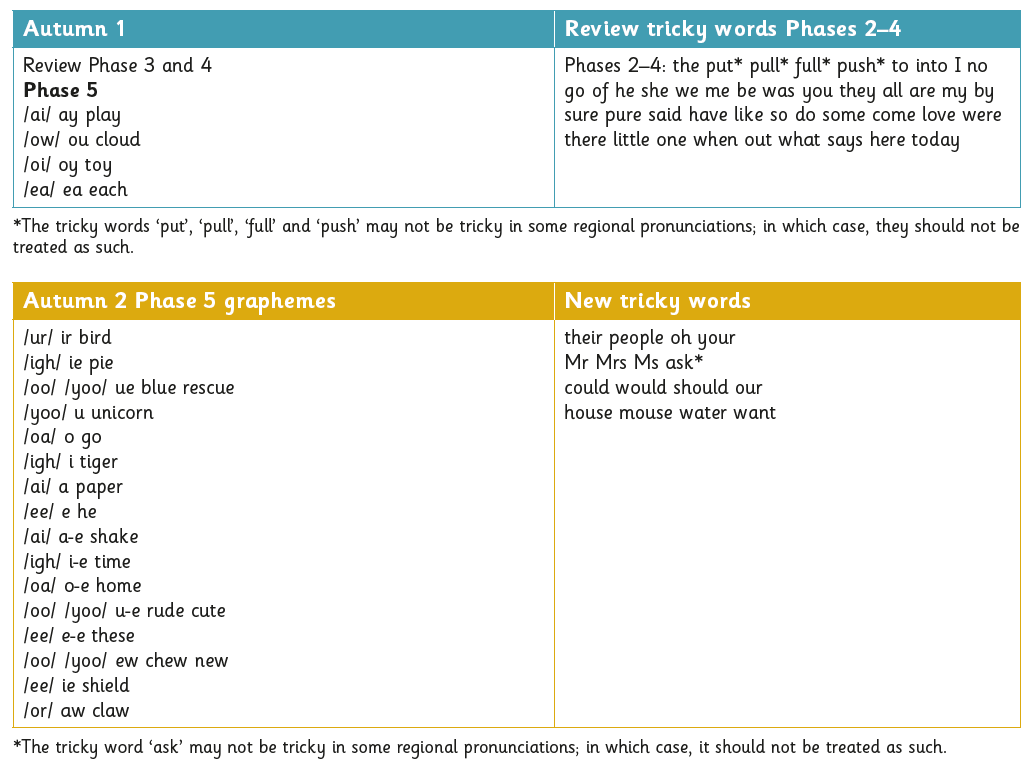 Autumn 1
Review tricky words Phases 2–4
Review Phase 3 and 4
Phase 5
/ai/ ay play
/ow/ ou cloud
/oi/ oy toy
/ea/ ea each
Phases 2–4: the put* pull* full* push* to into I no
go of he she we me be was you they all are my by
sure pure said have like so do some come love were
there little one when out what says here today
*The tricky words ‘put’, ‘pull’, ‘full’ and ‘push’ may not be tricky in some regional pronunciations; in which case, they should not be
treated as such.
Autumn 2 Phase 5 graphemes
New tricky words
/ur/ ir bird
/igh/ ie pie
/oo/ /yoo/ ue blue rescue
/yoo/ u unicorn
/oa/ o go
/igh/ i tiger
/ai/ a paper
/ee/ e he
/ai/ a-e shake
/igh/ i-e time
/oa/ o-e home
/oo/ /yoo/ u-e rude cute
/ee/ e-e these
/oo/ /yoo/ ew chew new
/ee/ ie shield
/or/ aw claw
their people oh your
Mr Mrs Ms ask*
could would should our
house mouse water want
*The tricky word ‘ask’ may not be tricky in some regional pronunciations; in which case, it should not be treated as such.